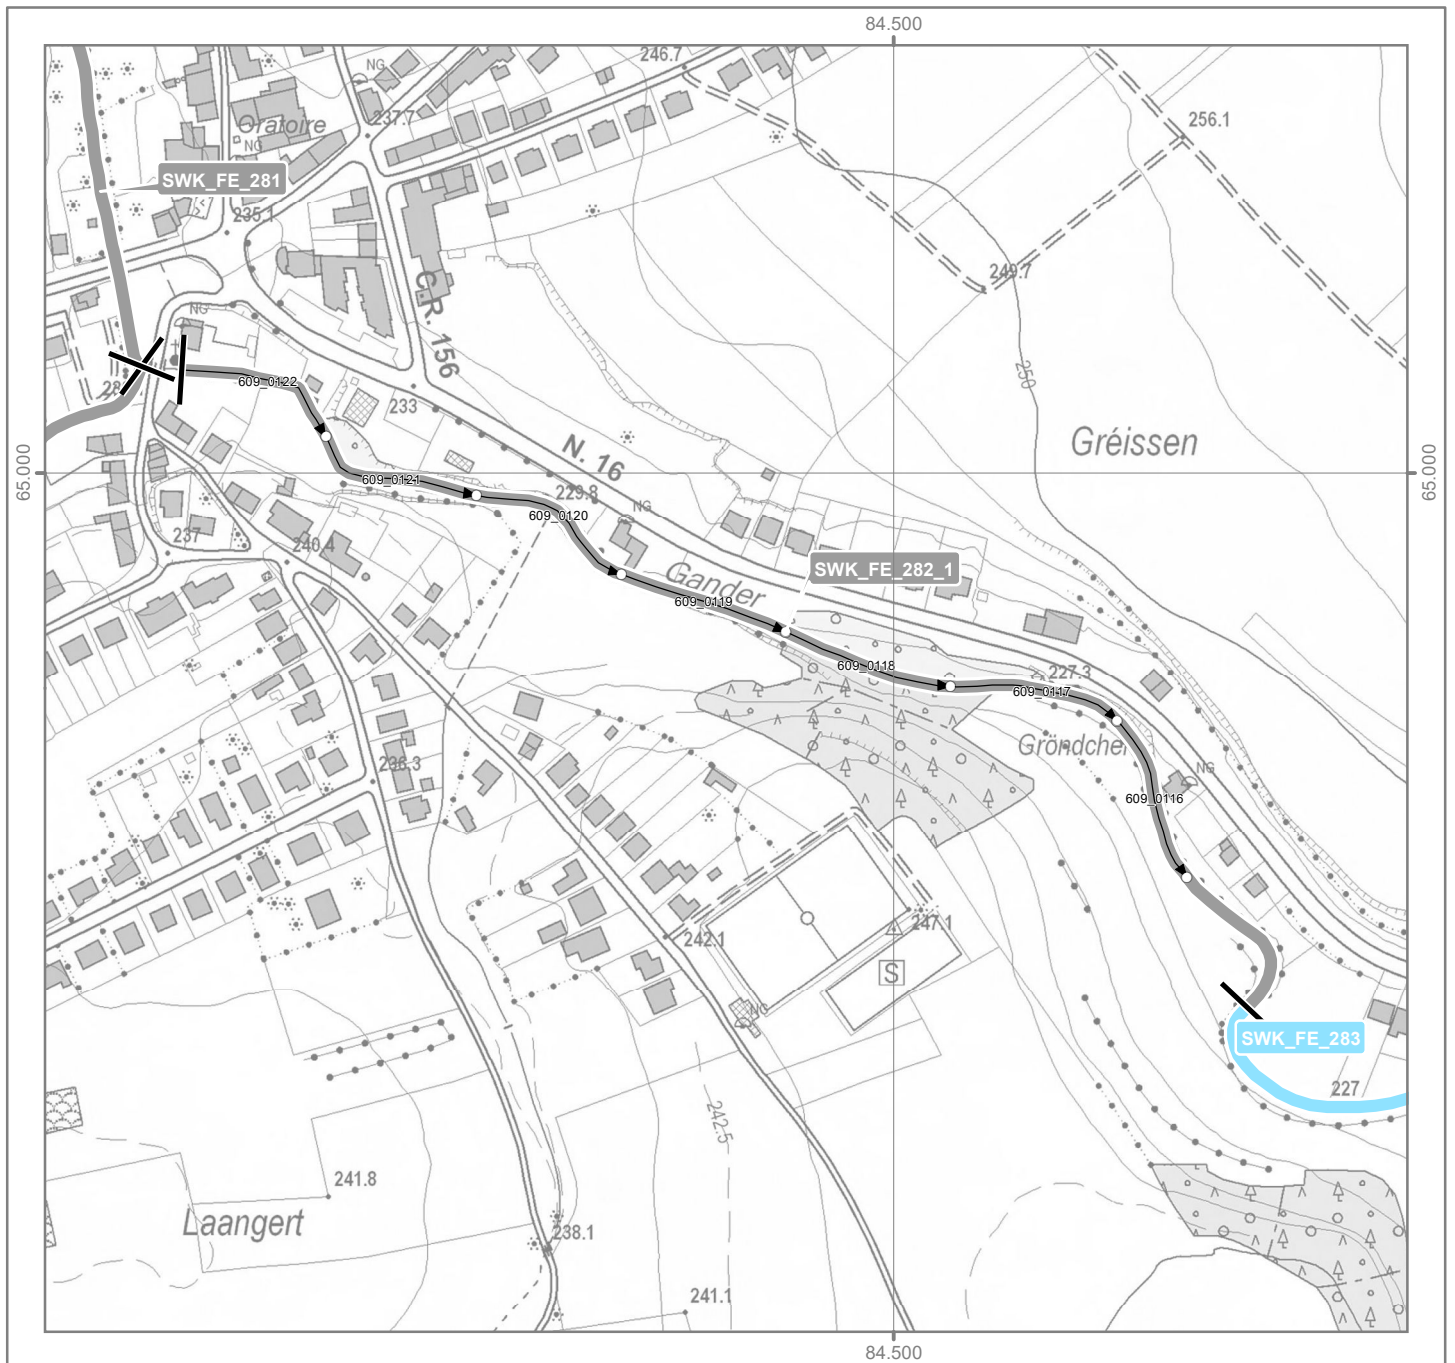 84.500
246.7
NG
237.7
256.1
Oratoire
NG
SWK_FE_281
235.1
249.7
C.R. 156
NG
250
609_0122
233
Gréissen
N. 16
65.000
65.000
609_0121
229.8
609_0120
NG
237
240.4
Gander
SWK_FE_282_1
609_0119
609_0118
227.3
609_0117
Gröndchen
236.3
NG
609_0116
242.1
247.1
S
NG
SWK_FE_283
227
242.5
241.8
Laangert
238.1
241.1
84.500